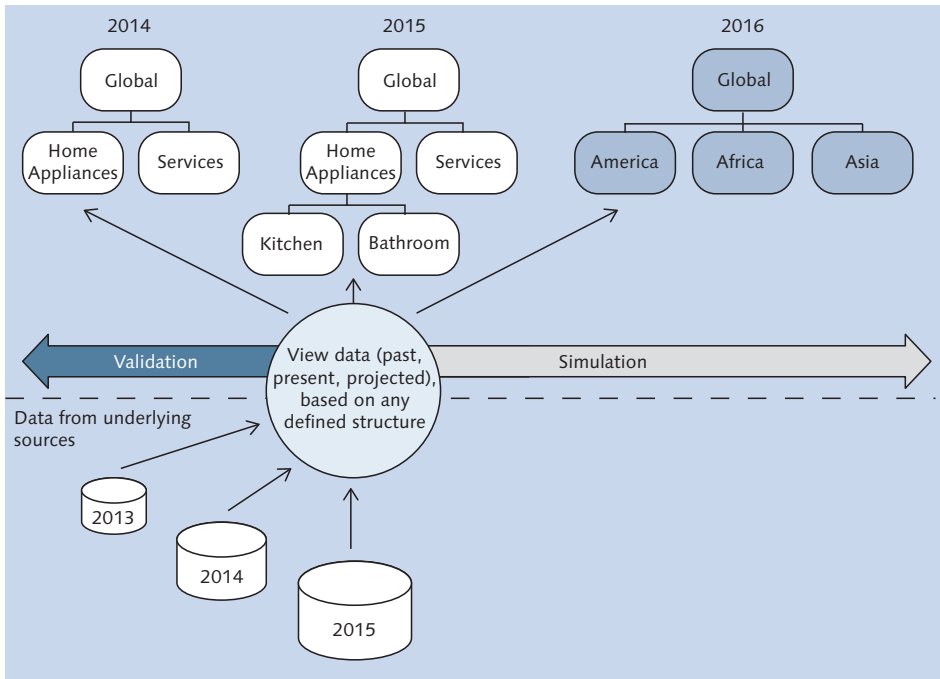 2014
2015
2016
Global
Global
Global
Home
Appliances
Services
Home
Appliances
Services
America
Africa
Asia
Kitchen
Bathroom
Validation
View data (past,
present, projected),
based on any
defined structure
Simulation
Data from underlying
sources
2013
2014
2015